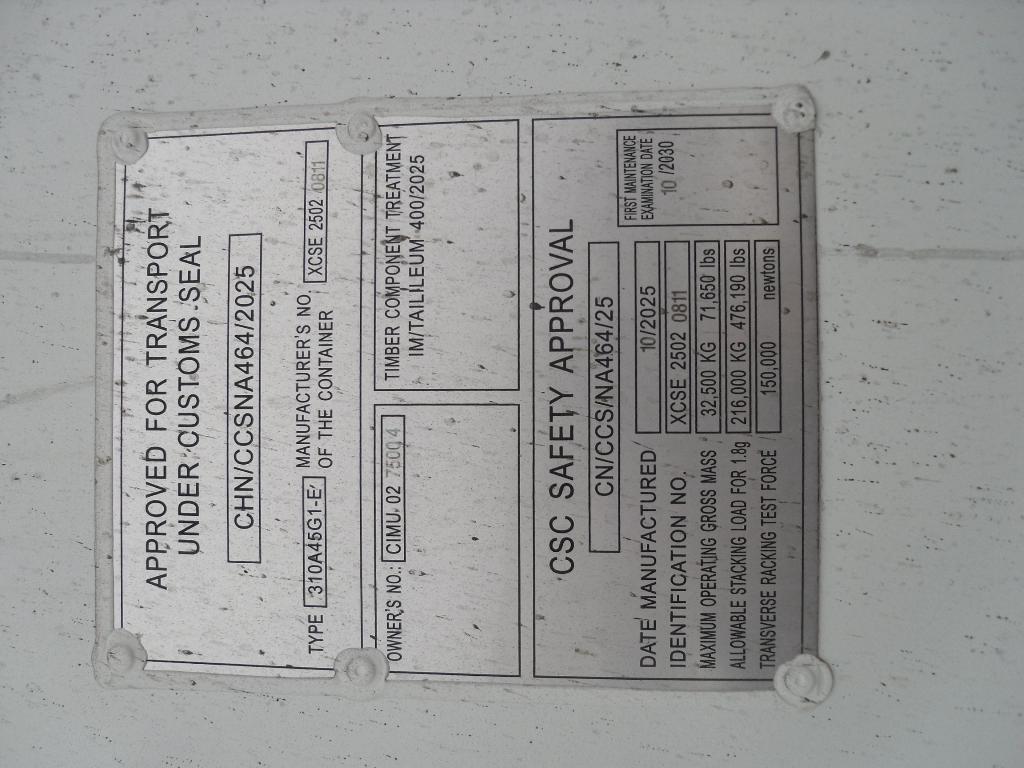 APPROVED FOR TRANSPORT
UNDER CUSTOMS SEAL
CHN/CCSNA464/2025
TYPE 310A45G1-E MANUFACTURER'S NO. OF THE CONTAINER XCSE 2502 0811
OWNER'S NO.: CIMU 02 7500 4
TIMBER COMPONENT TREATMENT
IM/TALILEUM 400/2025
CSC SAFETY APPROVAL
CN/CCS/NA464/25
DATE MANUFACTURED 10/2025
IDENTIFICATION NO. XCSE 2502 0811
MAXIMUM OPERATING GROSS MASS 32,500 KG 71,650 lbs
ALLOWABLE STACKING LOAD FOR 1.8g 216,000 KG 476,190 lbs
TRANSVERSE RACKING TEST FORCE 150,000 newtons
FIRST MAINTENANCE
EXAMINATION DATE
10 /2030